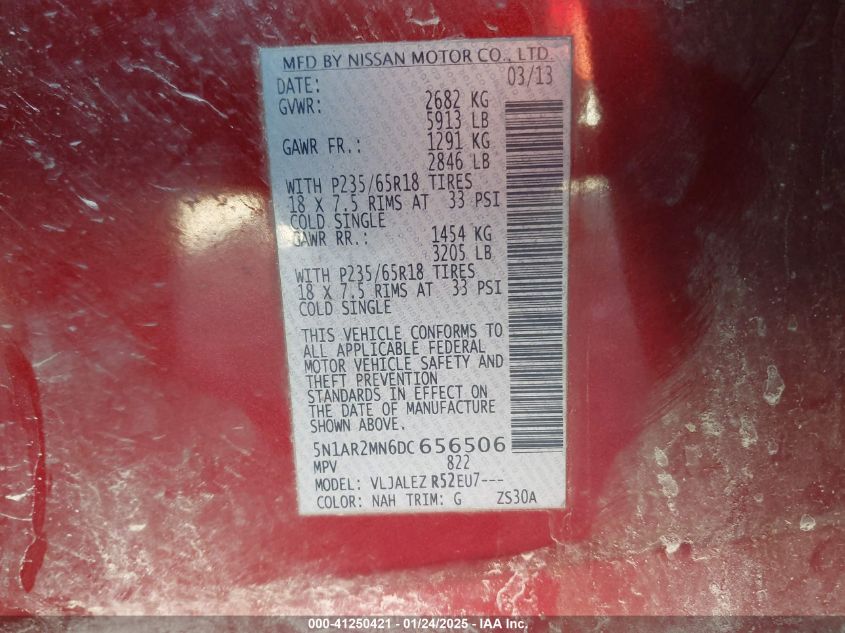 MFD BY NISSAN MOTOR CO., LTD.
DATE: 03/13
GVWR: 2682 KG
5913 LB
GAWR FR.: 1291 KG
2846 LB
WITH P235/65R18 TIRES
18 X 7.5 RIMS AT 33 PSI
COLD SINGLE
GAWR RR.: 1454 KG
3205 LB
WITH P235/65R18 TIRES
18 X 7.5 RIMS AT 33 PSI
COLD SINGLE
THIS VEHICLE CONFORMS TO
ALL APPLICABLE FEDERAL
MOTOR VEHICLE SAFETY AND
THEFT PREVENTION
STANDARDS IN EFFECT ON
THE DATE OF MANUFACTURE
SHOWN ABOVE.
5N1AR2MN6DC656506
MPV 822
MODEL: VLJALEZ R52EU7---
COLOR: NAH TRIM: G ZS30A
000-41250421 - 01/24/2025 - IAA Inc.